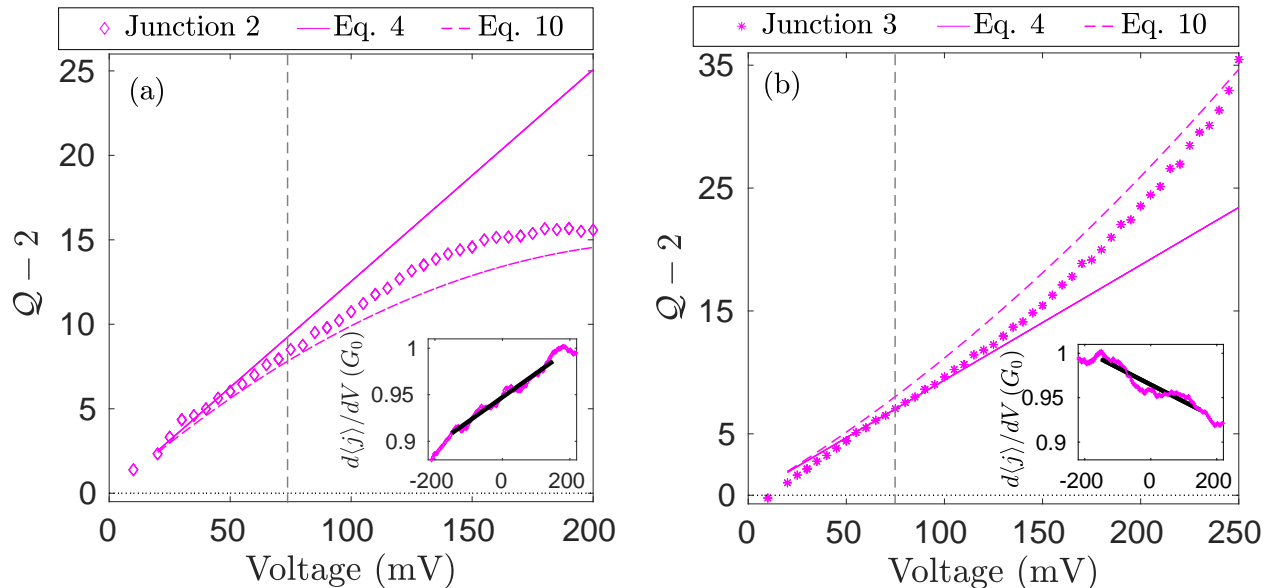 Junction 2 Eq. 4 Eq. 10
(a)
25
20
15
10
5
0
0 50 100 150 200
Voltage (mV)
𝒬 − 2
1
0.95
0.9
-200 0 200
d⟨j⟩/dV (G₀)
Junction 3 Eq. 4 Eq. 10
(b)
35
25
15
5
0
0 50 100 150 200 250
Voltage (mV)
𝒬 − 2
1
0.95
0.9
-200 0 200
d⟨j⟩/dV (G₀)